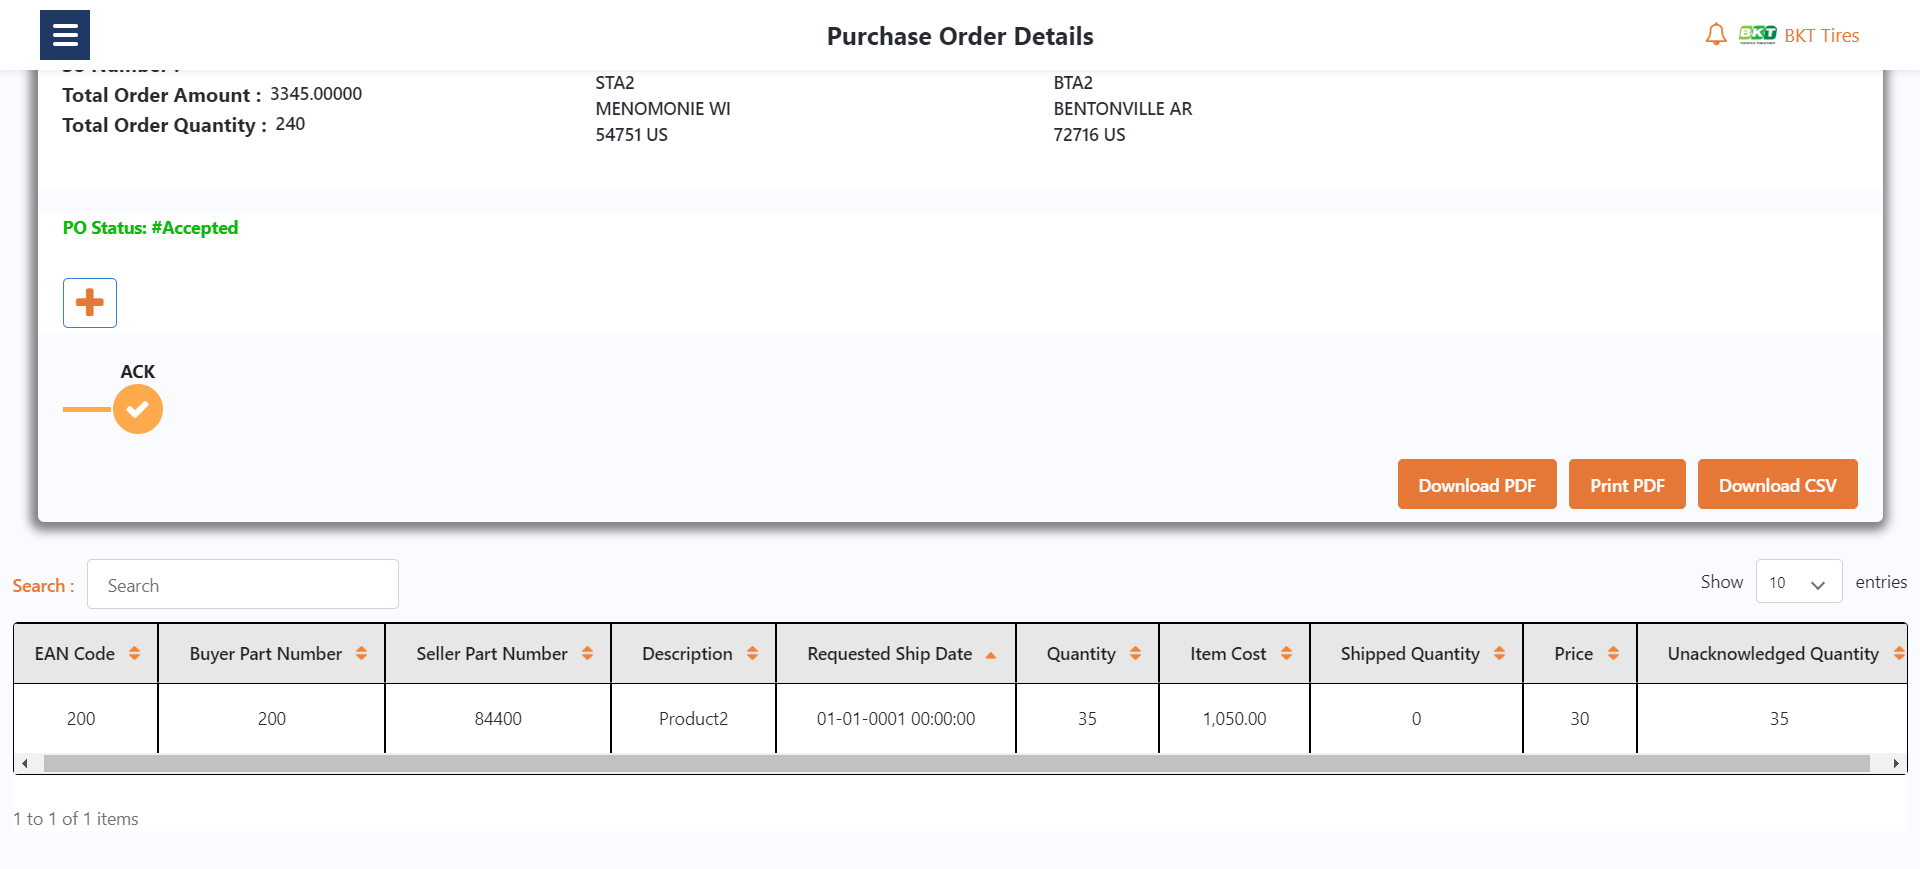 Purchase Order Details
BKT
BKT Tires
SO Number :
Total Order Amount : 3345.00000
Total Order Quantity : 240
STA2
MENOMONIE WI
54751 US
BTA2
BENTONVILLE AR
72716 US
PO Status: #Accepted
ACK
Download PDF
Print PDF
Download CSV
Search :
Search
Show 10 entries
EAN Code Buyer Part Number Seller Part Number Description Requested Ship Date Quantity Item Cost Shipped Quantity Price Unacknowledged Quantity
200 200 84400 Product2 01-01-0001 00:00:00 35 1,050.00 0 30 35
1 to 1 of 1 items